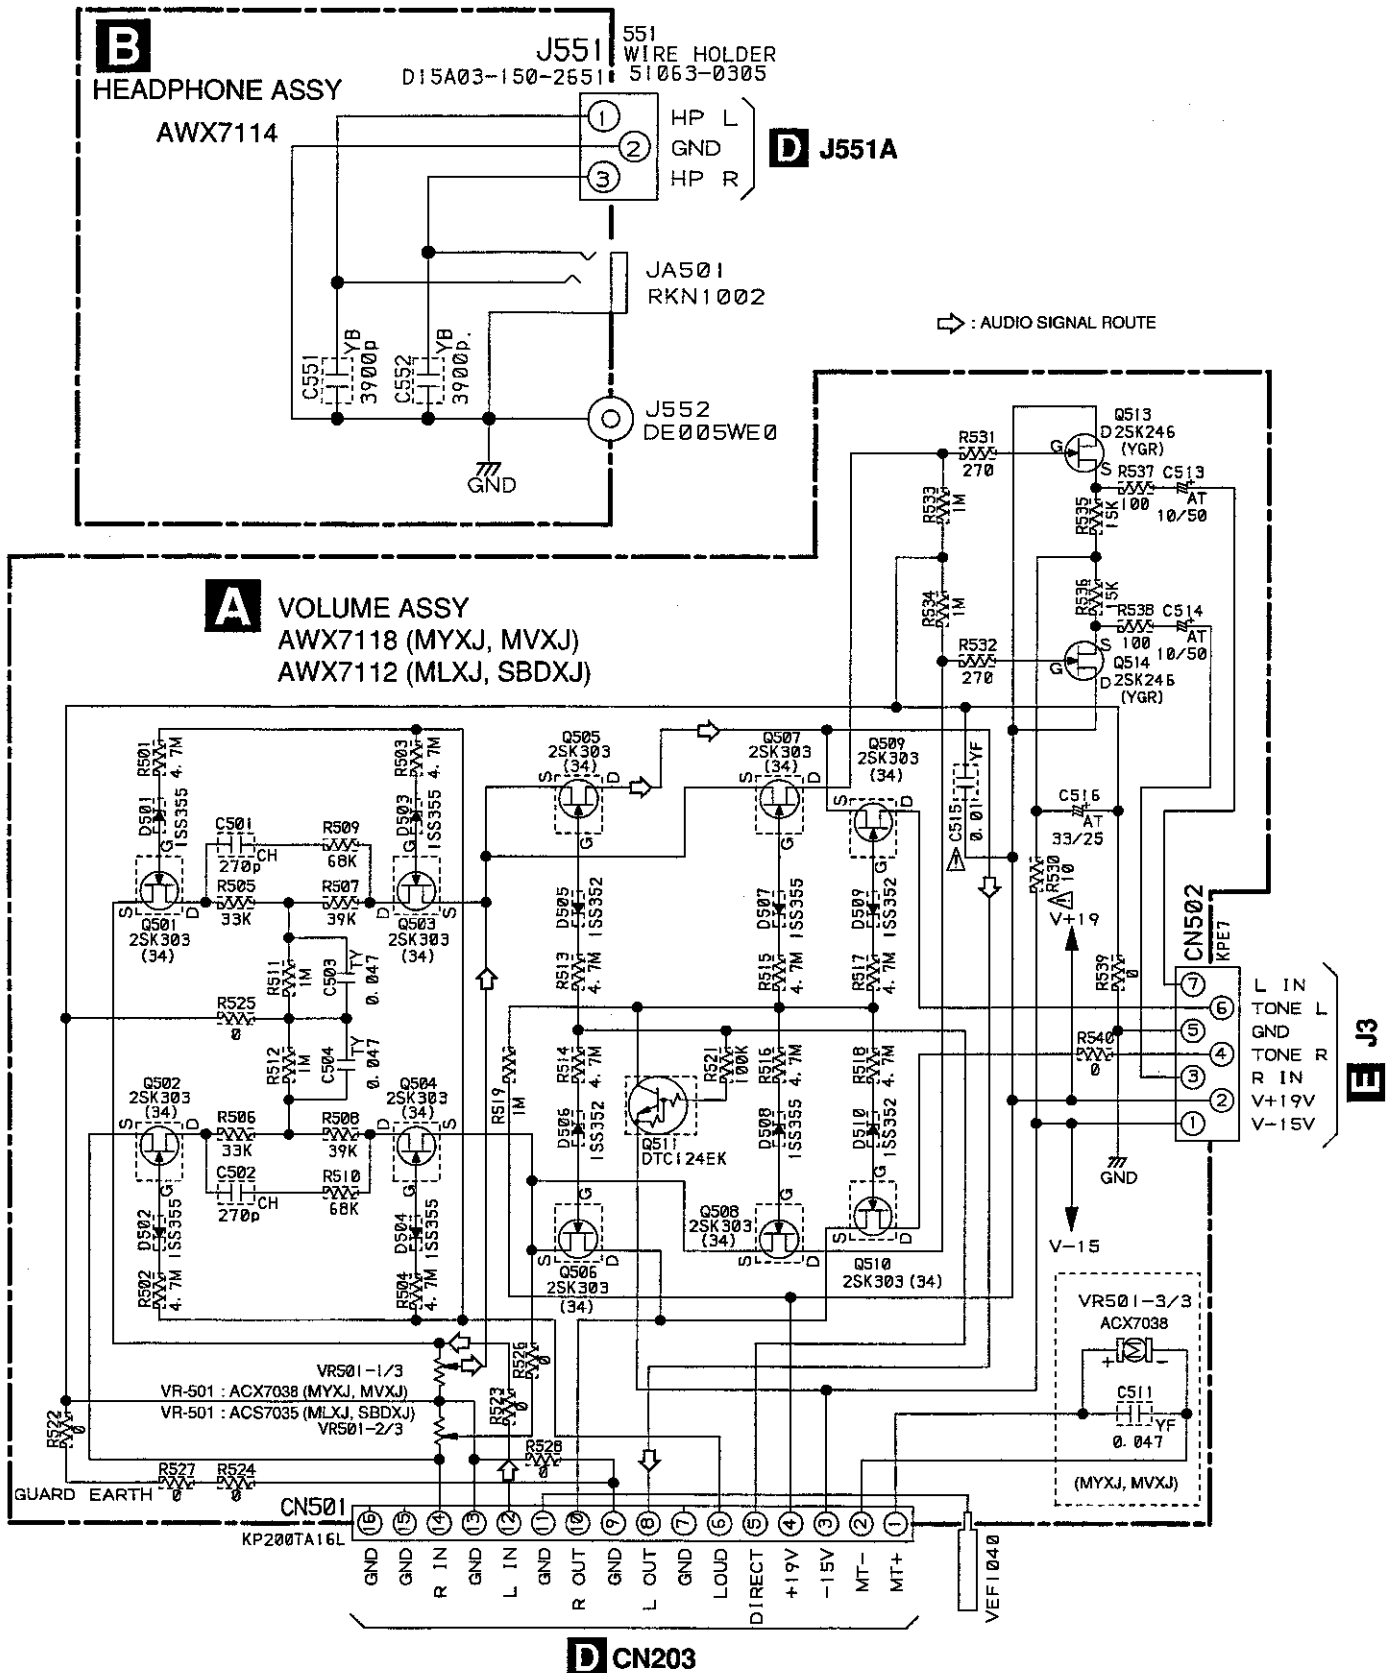 B
HEADPHONE ASSY
AWX7114
J551
D15A03-150-2651
551
WIRE HOLDER
51063-0305
1 HP L
2 GND
3 HP R
D J551A
JA501
RKN1002
C551
YB
3900p
C552
YB
3900p.
J552
DE005WE0
GND
: AUDIO SIGNAL ROUTE
A
VOLUME ASSY
AWX7118 (MYXJ, MVXJ)
AWX7112 (MLXJ, SBDXJ)
R531
270
G
D
S
Q513
2SK246
(YGR)
R537
100
C513
AT
10/50
R533
1M
R535
15K
R534
1M
R536
15K
R538
100
C514
AT
10/50
R532
270
G
S
D
Q514
2SK246
(YGR)
R501
4.7M
D501
1SS355
G
R503
4.7M
D503
1SS355
G
C501
270p
CH
R509
68K
R505
33K
R507
39K
S
D
Q501
2SK303
(34)
D
S
Q503
2SK303
(34)
R511
1M
C503
TY
0.047
R525
0
R512
1M
C504
TY
0.047
Q502
2SK303
(34)
S
D
R506
33K
R508
39K
Q504
2SK303
(34)
D
S
C502
270p
CH
R510
68K
G
D502
1SS355
R502
4.7M
G
D504
1SS355
R504
4.7M
Q505
2SK303
(34)
S
D
G
D505
1SS352
R513
4.7M
Q507
2SK303
(34)
S
D
G
D507
1SS355
R515
4.7M
Q509
2SK303
(34)
S
D
G
D509
1SS352
R517
4.7M
C515
YF
0.01
C516
AT
33/25
R530
10
V+19
R539
0
R540
0
R519
1M
R514
4.7M
D506
1SS352
G
Q511
DTC124EK
R521
100K
R516
4.7M
D508
1SS355
G
R518
4.7M
D510
1SS352
G
S
D
Q506
2SK303
(34)
Q508
2SK303
(34)
S
D
S
D
Q510
2SK303 (34)
CN502
KPE7
7 L IN
6 TONE L
5 GND
4 TONE R
3 R IN
2 V+19V
1 V-15V
E J3
GND
V-15
VR501-3/3
ACX7038
+ M -
C511
YF
0.047
(MYXJ, MVXJ)
VR501-1/3
VR-501 : ACX7038 (MYXJ, MVXJ)
VR-501 : ACS7035 (MLXJ, SBDXJ)
VR501-2/3
R526
0
R523
0
R528
0
R522
0
R527
0
R524
0
GUARD EARTH
CN501
KP200TA16L
16 15 14 13 12 11 10 9 8 7 6 5 4 3 2 1
GND
GND
R IN
GND
L IN
GND
R OUT
GND
L OUT
GND
LOUD
DIRECT
+19V
-15V
MT-
MT+
VEF1040
D CN203